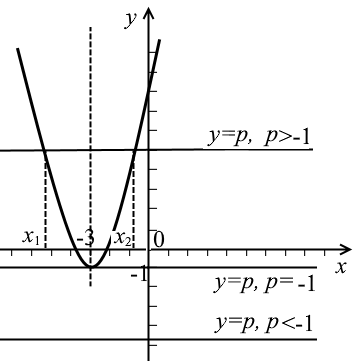 y
y=p, p>-1
x₁ -3 x₂ 0
-1 x
y=p, p=-1
y=p, p<-1